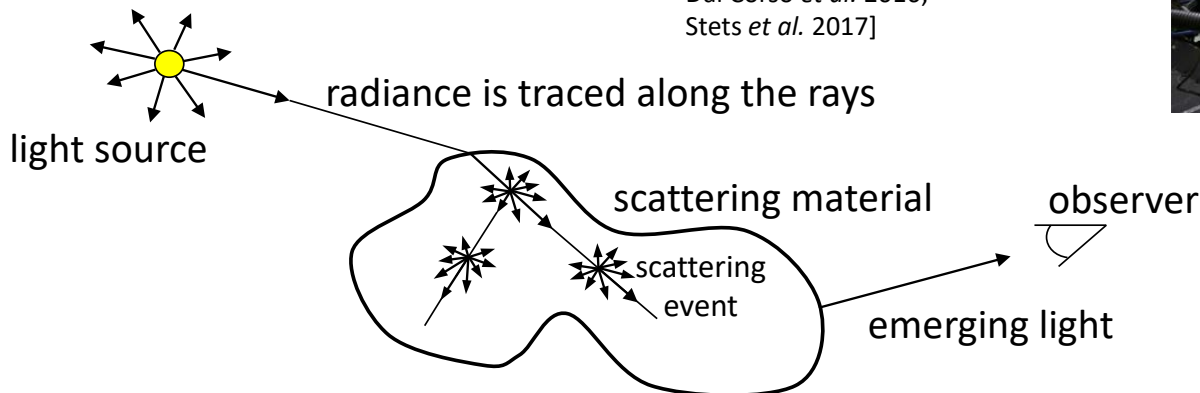 Stets et al. 2017]
radiance is traced along the rays
light source
scattering material
observer
scattering
event
emerging light